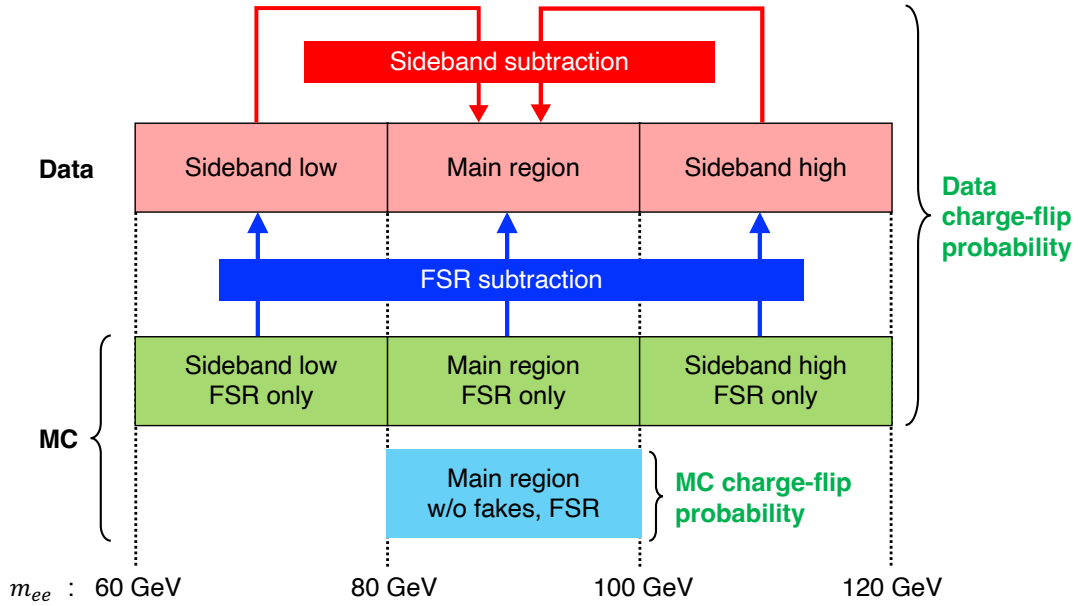 Sideband subtraction
Data
Sideband low
Main region
Sideband high
Data
charge-flip
probability
FSR subtraction
MC
Sideband low
FSR only
Main region
FSR only
Sideband high
FSR only
Main region
w/o fakes, FSR
MC charge-flip
probability
m_ee : 60 GeV 80 GeV 100 GeV 120 GeV